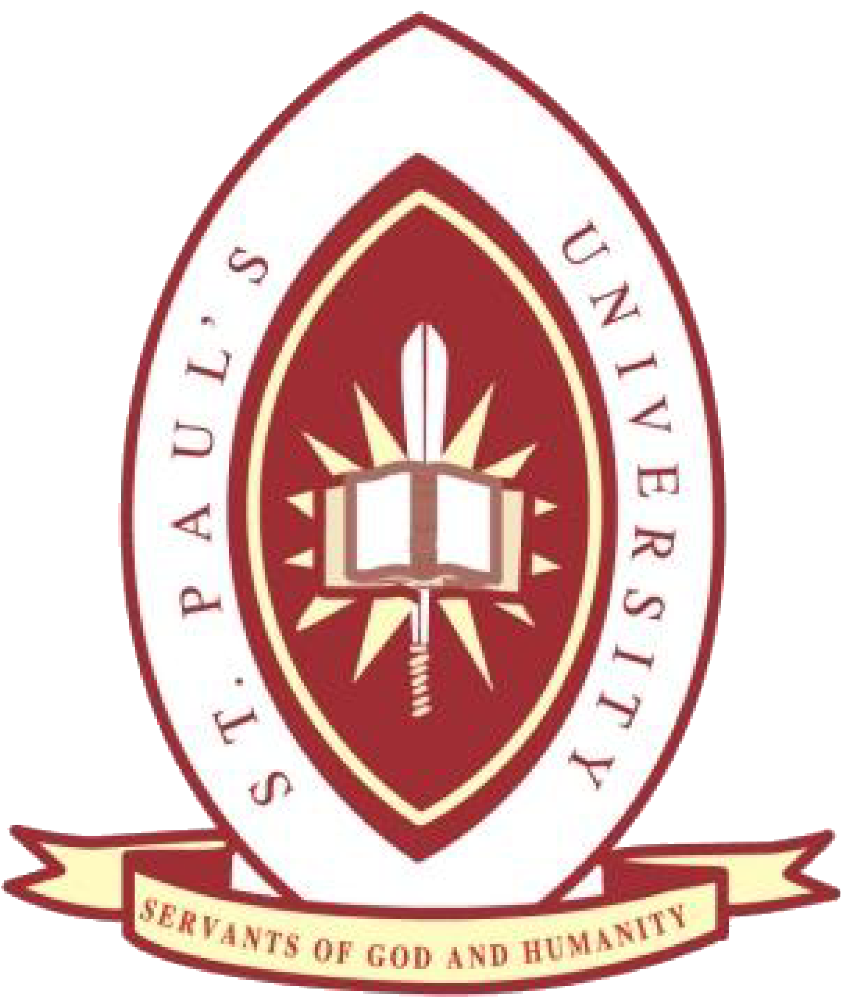 ST. PAUL'S
UNIVERSITY
SERVANTS OF GOD AND HUMANITY